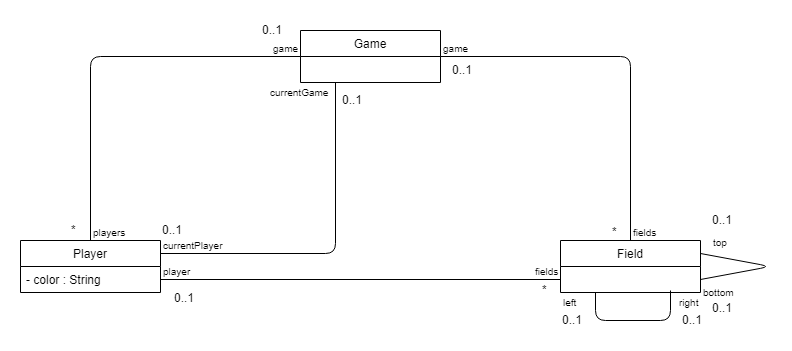 0..1
Game
game
game
0..1
currentGame
0..1
*
players
0..1
*
fields
0..1
Player
currentPlayer
Field
top
- color : String
player
fields
0..1
*
left
right
bottom
0..1
0..1
0..1